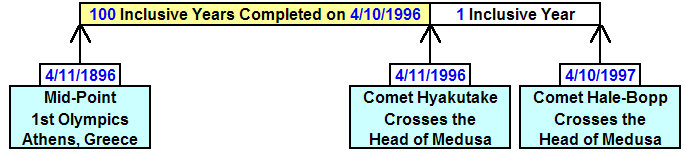 100 Inclusive Years Completed on 4/10/1996
1 Inclusive Year
4/11/1896
4/11/1996
4/10/1997
Mid-Point
1st Olympics
Athens, Greece
Comet Hyakutake
Crosses the
Head of Medusa
Comet Hale-Bopp
Crosses the
Head of Medusa